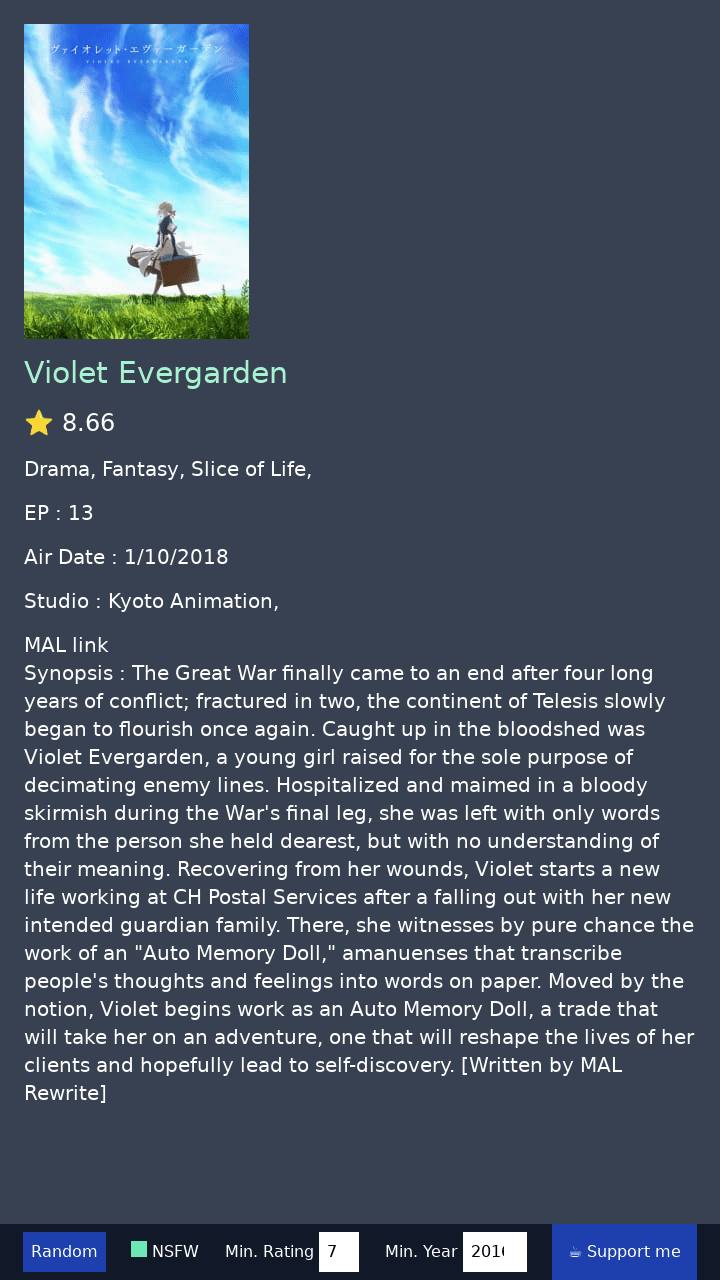 ヴァイオレット・エヴァーガーデン
VIOLET EVERGARDEN
Violet Evergarden
8.66
Drama, Fantasy, Slice of Life,
EP : 13
Air Date : 1/10/2018
Studio : Kyoto Animation,
MAL link
Synopsis : The Great War finally came to an end after four long
years of conflict; fractured in two, the continent of Telesis slowly
began to flourish once again. Caught up in the bloodshed was
Violet Evergarden, a young girl raised for the sole purpose of
decimating enemy lines. Hospitalized and maimed in a bloody
skirmish during the War's final leg, she was left with only words
from the person she held dearest, but with no understanding of
their meaning. Recovering from her wounds, Violet starts a new
life working at CH Postal Services after a falling out with her new
intended guardian family. There, she witnesses by pure chance the
work of an "Auto Memory Doll," amanuenses that transcribe
people's thoughts and feelings into words on paper. Moved by the
notion, Violet begins work as an Auto Memory Doll, a trade that
will take her on an adventure, one that will reshape the lives of her
clients and hopefully lead to self-discovery. [Written by MAL
Rewrite]
Random NSFW Min. Rating 7 Min. Year Support me